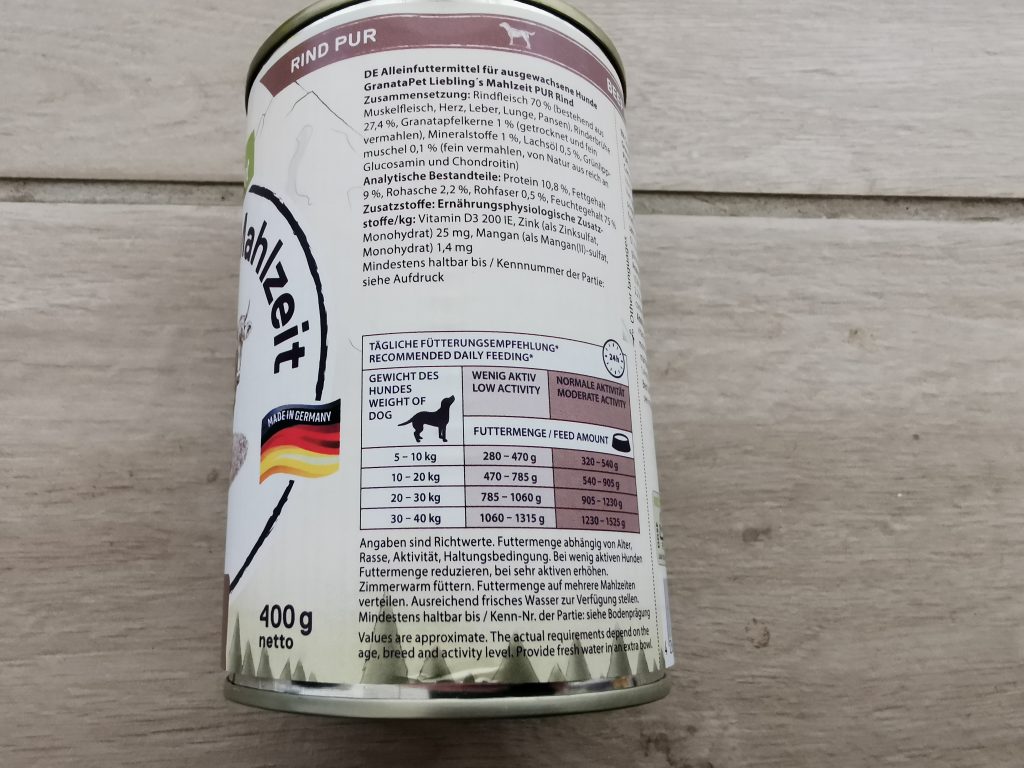 RIND PUR
DE Alleinfuttermittel für ausgewachsene Hunde
GranataPet Liebling´s Mahlzeit PUR Rind
Zusammensetzung: Rindfleisch 70 % (bestehend aus
Muskelfleisch, Herz, Leber, Lunge, Pansen), Rinderbrühe
27,4 %, Granatapfelkerne 1 % (getrocknet und fein
vermahlen), Mineralstoffe 1 %, Lachsöl 0,5 %, Grünlipp-
muschel 0,1 % (fein vermahlen, von Natur aus reich an
Glucosamin und Chondroitin)
Analytische Bestandteile: Protein 10,8 %, Fettgehalt
9 %, Rohasche 2,2 %, Rohfaser 0,5 %, Feuchtegehalt 75 %
Zusatzstoffe: Ernährungsphysiologische Zusatz-
stoffe/kg: Vitamin D3 200 IE, Zink (als Zinksulfat,
Monohydrat) 25 mg, Mangan (als Mangan(II)-sulfat,
Monohydrat) 1,4 mg
Mindestens haltbar bis / Kennnummer der Partie:
siehe Aufdruck
ahlzeit
MADE IN GERMANY
TÄGLICHE FÜTTERUNGSEMPFEHLUNG*
RECOMMENDED DAILY FEEDING*
24h
GEWICHT DES
HUNDES
WEIGHT OF
DOG
WENIG AKTIV
LOW ACTIVITY
NORMALE AKTIVITÄT
MODERATE ACTIVITY
FUTTERMENGE / FEED AMOUNT
5 – 10 kg 280 – 470 g 320 – 540 g
10 – 20 kg 470 – 785 g 540 – 905 g
20 – 30 kg 785 – 1060 g 905 – 1230 g
30 – 40 kg 1060 – 1315 g 1230 – 1525 g
Angaben sind Richtwerte. Futtermenge abhängig von Alter,
Rasse, Aktivität, Haltungsbedingung. Bei wenig aktiven Hunden
Futtermenge reduzieren, bei sehr aktiven erhöhen.
Zimmerwarm füttern. Futtermenge auf mehrere Mahlzeiten
verteilen. Ausreichend frisches Wasser zur Verfügung stellen.
Mindestens haltbar bis / Kenn-Nr. der Partie: siehe Bodenprägung
Values are approximate. The actual requirements depend on the
age, breed and activity level. Provide fresh water in an extra bowl.
400 g
netto